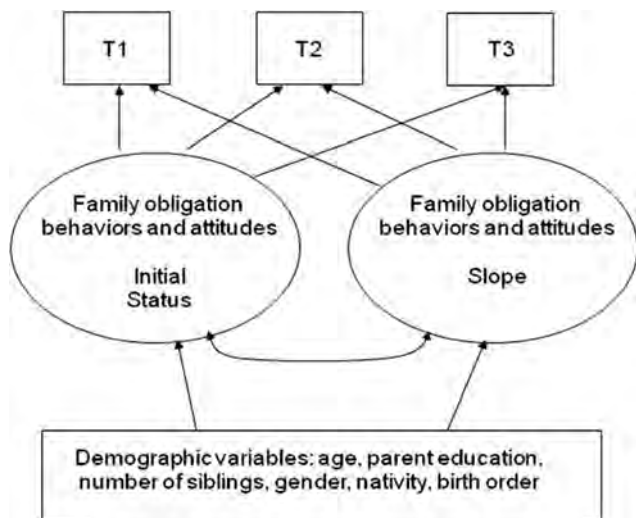 T1
T2
T3
Family obligation
behaviors and attitudes
Initial
Status
Family obligation
behaviors and attitudes
Slope
Demographic variables: age, parent education,
number of siblings, gender, nativity, birth order